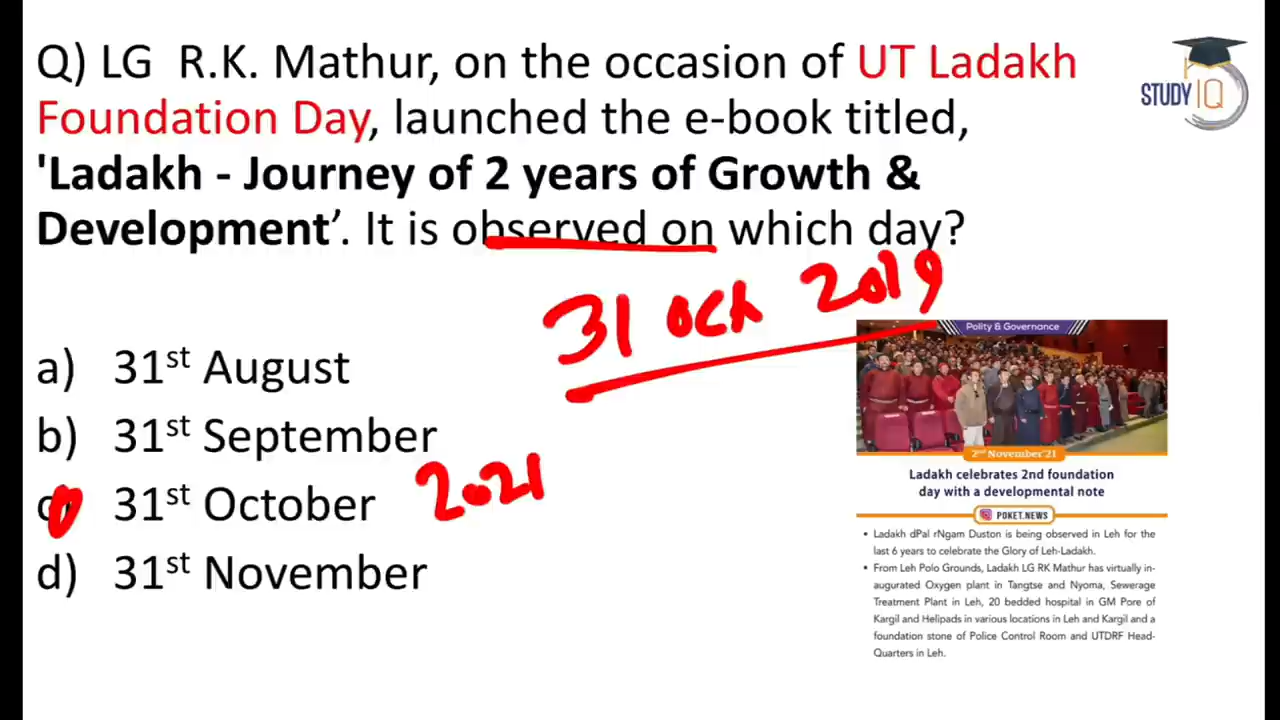 Q) LG R.K. Mathur, on the occasion of UT Ladakh
Foundation Day, launched the e-book titled,
'Ladakh - Journey of 2 years of Growth &
Development’. It is observed on which day?
STUDY IQ
31 Oct 2019
a) 31st August
b) 31st September
c) 31st October 2021
d) 31st November
Polity & Governance
2nd November'21
Ladakh celebrates 2nd foundation
day with a developmental note
POKET.NEWS
• Ladakh dPal rNgam Duston is being observed in Leh for the
last 6 years to celebrate the Glory of Leh-Ladakh.
• From Leh Polo Grounds, Ladakh LG RK Mathur has virtually in-
augurated Oxygen plant in Tangtse and Nyoma, Sewerage
Treatment Plant in Leh, 20 bedded hospital in GM Pore of
Kargil and Helipads in various locations in Leh and Kargil and a
foundation stone of Police Control Room and UTDRF Head-
Quarters in Leh.